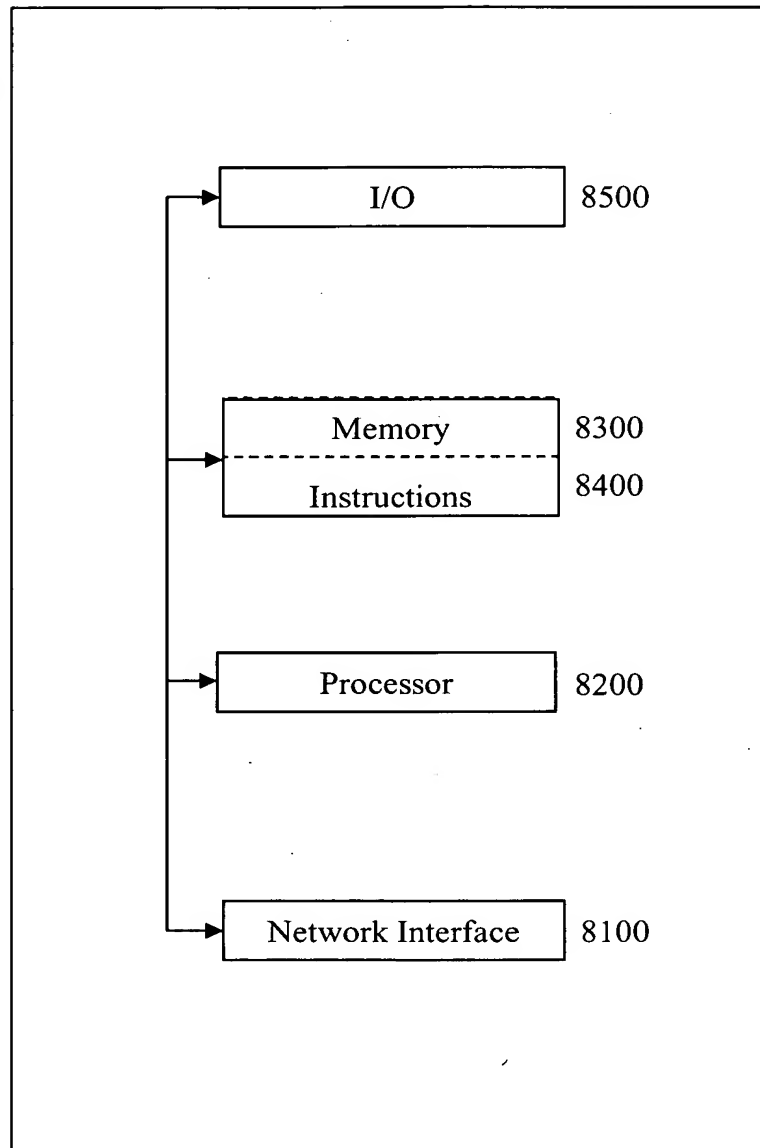 I/O 8500
Memory 8300
Instructions 8400
Processor 8200
Network Interface 8100